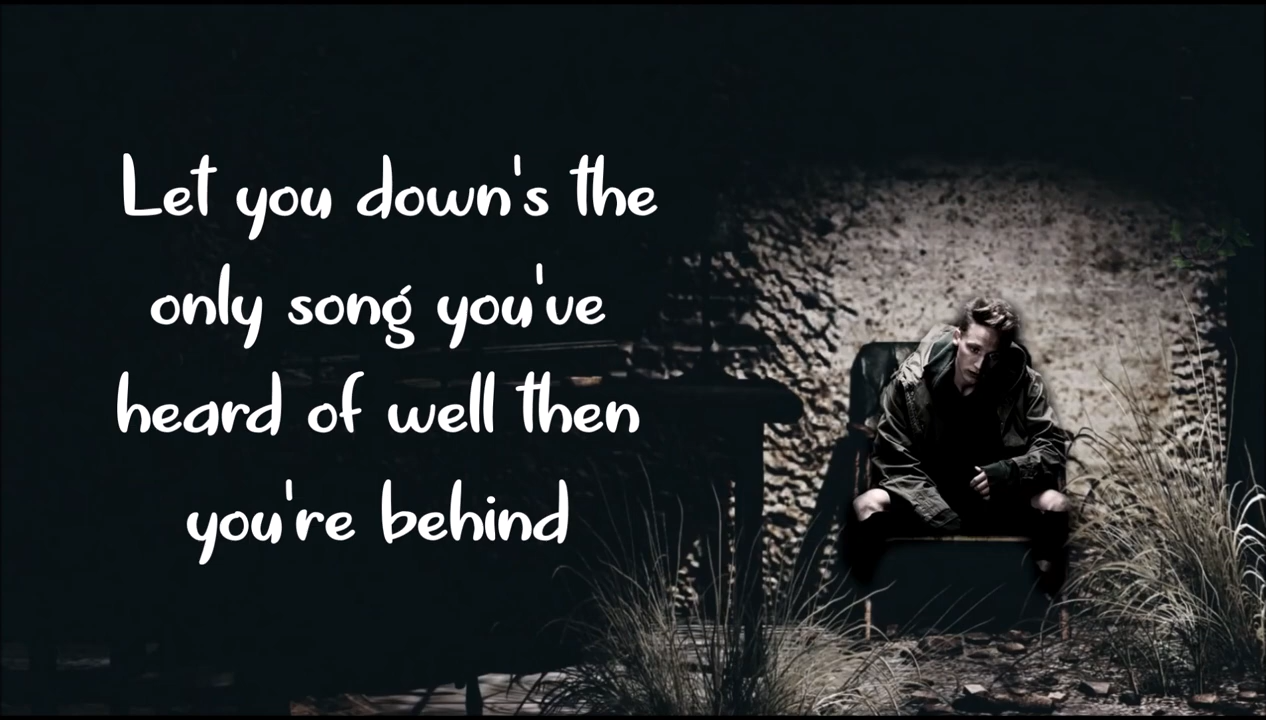 Let you down's the
only song you've
heard of well then
you're behind